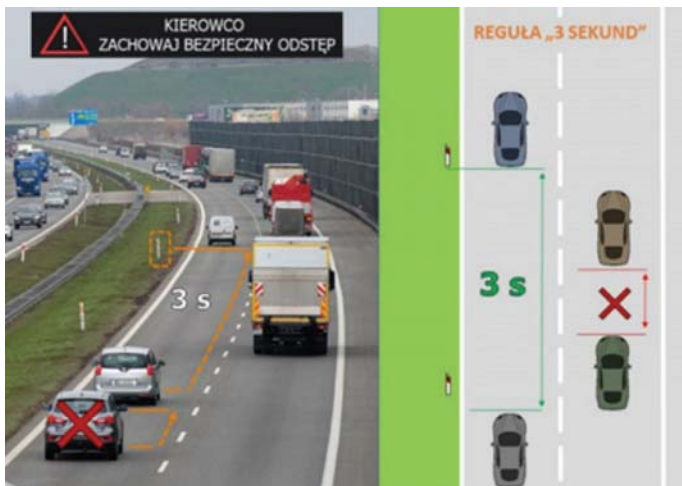 KIEROWCO
ZACHOWAJ BEZPIECZNY ODSTĘP
REGUŁA „3 SEKUND”
3 s
3 s